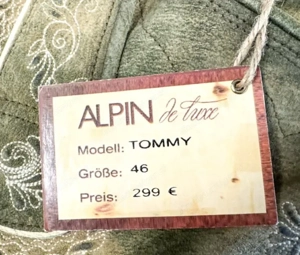 ALPIN de luxe
Modell: TOMMY
Größe: 46
Preis: 299 €